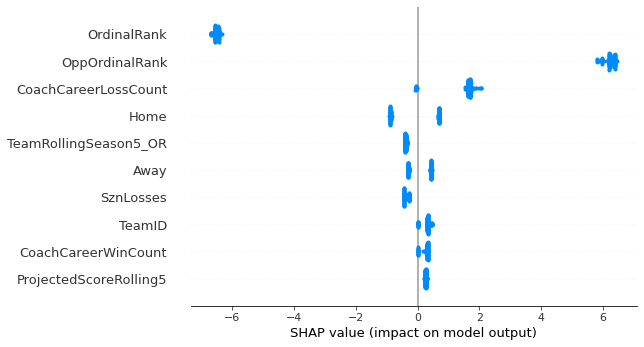 OrdinalRank
OppOrdinalRank
CoachCareerLossCount
Home
TeamRollingSeason5_OR
Away
SznLosses
TeamID
CoachCareerWinCount
ProjectedScoreRolling5
−6 −4 −2 0 2 4 6
SHAP value (impact on model output)